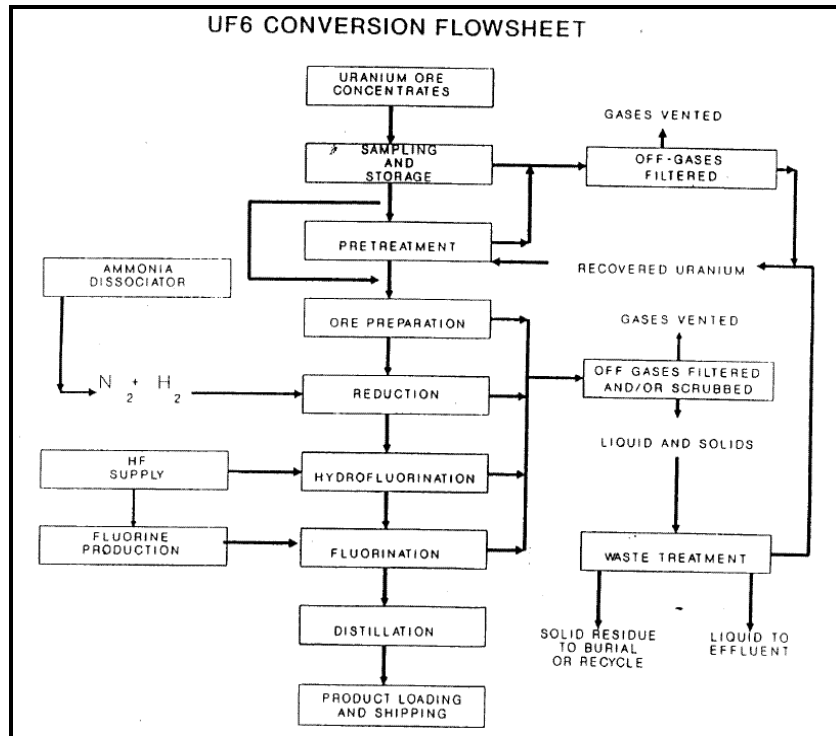 UF6 CONVERSION FLOWSHEET
URANIUM ORE
CONCENTRATES
GASES VENTED
SAMPLING
AND
STORAGE
OFF-GASES
FILTERED
PRETREATMENT
AMMONIA
DISSOCIATOR
RECOVERED URANIUM
ORE PREPARATION
GASES VENTED
N2 + H2
REDUCTION
OFF GASES FILTERED
AND/OR SCRUBBED
LIQUID AND SOLIDS
HF
SUPPLY
HYDROFLUORINATION
FLUORINE
PRODUCTION
FLUORINATION
WASTE TREATMENT
DISTILLATION
SOLID RESIDUE
TO BURIAL
OR RECYCLE
LIQUID TO
EFFLUENT
PRODUCT LOADING
AND SHIPPING